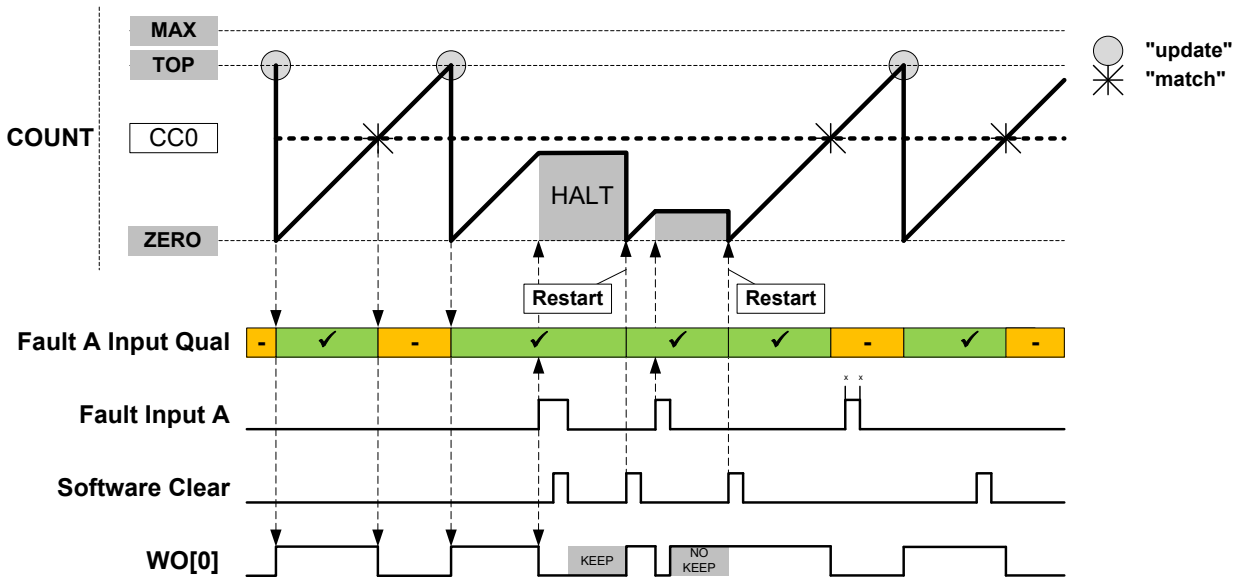 MAX
"update"
TOP
"match"
COUNT
CC0
HALT
ZERO
Restart
Restart
Fault A Input Qual
- ✓ - ✓ ✓ ✓ - ✓ -
x x
Fault Input A
Software Clear
WO[0]
KEEP
NO
KEEP